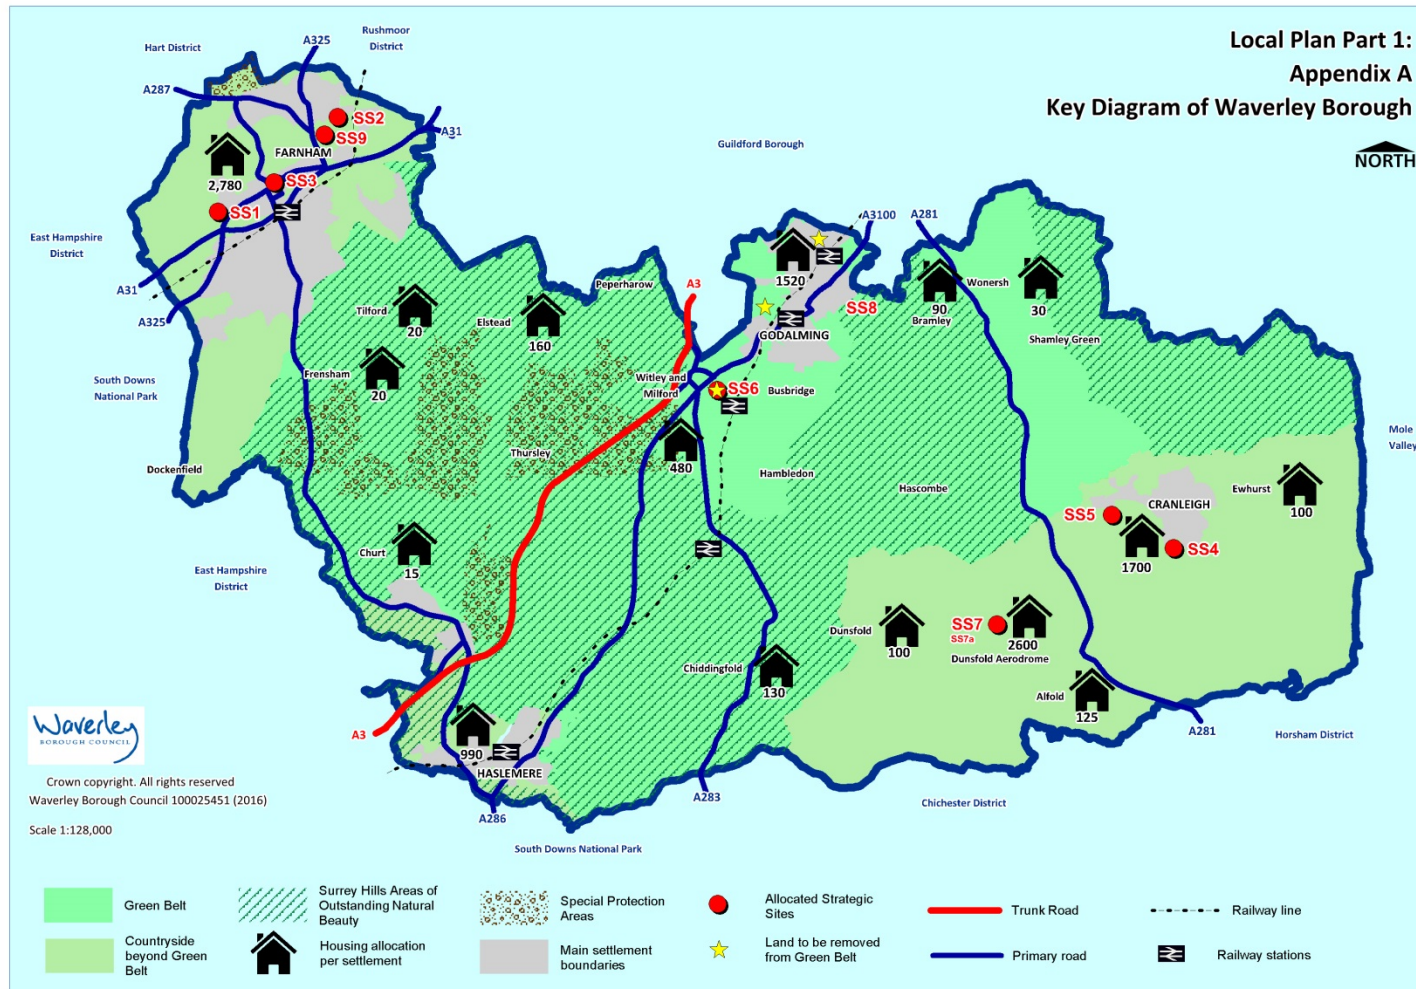 Local Plan Part 1:
Appendix A
Key Diagram of Waverley Borough
NORTH
Hart District
Rushmoor
District
A325
A287
A31
SS2
SS9
FARNHAM
2,780
SS3
SS1
East Hampshire
District
A31
A325
South Downs
National Park
Dockenfield
East Hampshire
District
Guildford Borough
Tilford
20
Elstead
160
Peperharow
A3
Frensham
20
Witley and
Milford
Thursley
480
Churt
15
A3100
1520
GODALMING
SS8
SS6
Busbridge
Hambledon
Hascombe
A281
90
Bramley
Wonersh
30
Shamley Green
Mole
Valley
SS5
CRANLEIGH
1700
SS4
Ewhurst
100
Dunsfold
100
SS7
SS7a
2600
Dunsfold Aerodrome
Alfold
125
A281
Horsham District
Chiddingfold
130
Chichester District
A283
A3
990
HASLEMERE
A286
South Downs National Park
Waverley
BOROUGH COUNCIL
Crown copyright. All rights reserved
Waverley Borough Council 100025451 (2016)
Scale 1:128,000
Green Belt
Countryside
beyond Green
Belt
Surrey Hills Areas of
Outstanding Natural
Beauty
Housing allocation
per settlement
Special Protection
Areas
Main settlement
boundaries
Allocated Strategic
Sites
Land to be removed
from Green Belt
Trunk Road
Primary road
Railway line
Railway stations